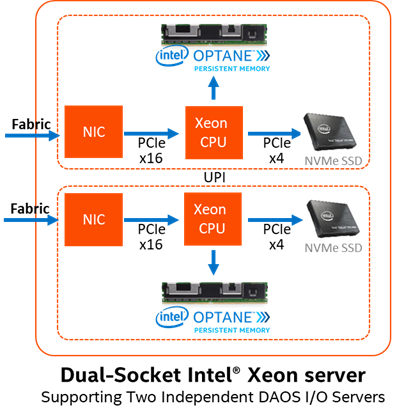 intel OPTANE
PERSISTENT MEMORY
Fabric
NIC
PCIe
x16
Xeon
CPU
PCIe
x4
intel
NVMe SSD
UPI
Fabric
NIC
PCIe
x16
Xeon
CPU
PCIe
x4
intel
NVMe SSD
intel OPTANE
PERSISTENT MEMORY
Dual-Socket Intel® Xeon server
Supporting Two Independent DAOS I/O Servers